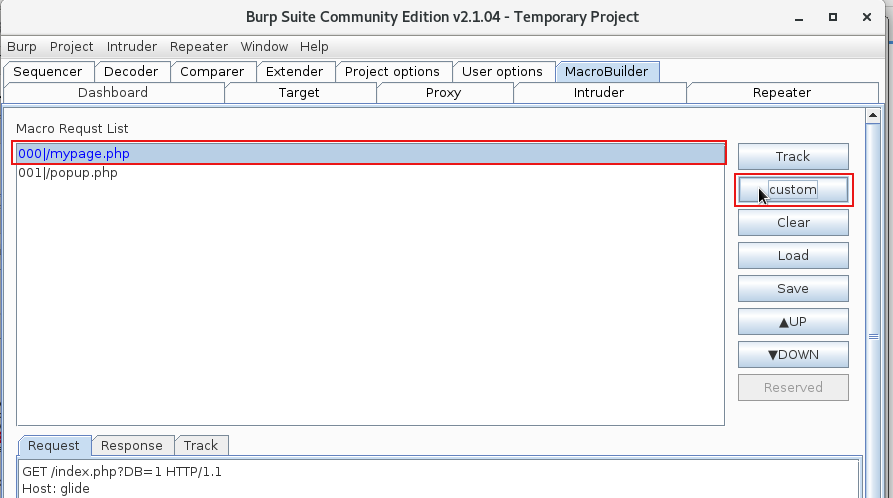 Burp Suite Community Edition v2.1.04 - Temporary Project
Burp Project Intruder Repeater Window Help
Sequencer Decoder Comparer Extender Project options User options MacroBuilder
Dashboard Target Proxy Intruder Repeater
Macro Requst List
000|/mypage.php
001|/popup.php
Track
custom
Clear
Load
Save
▲UP
▼DOWN
Reserved
Request Response Track
GET /index.php?DB=1 HTTP/1.1
Host: glide